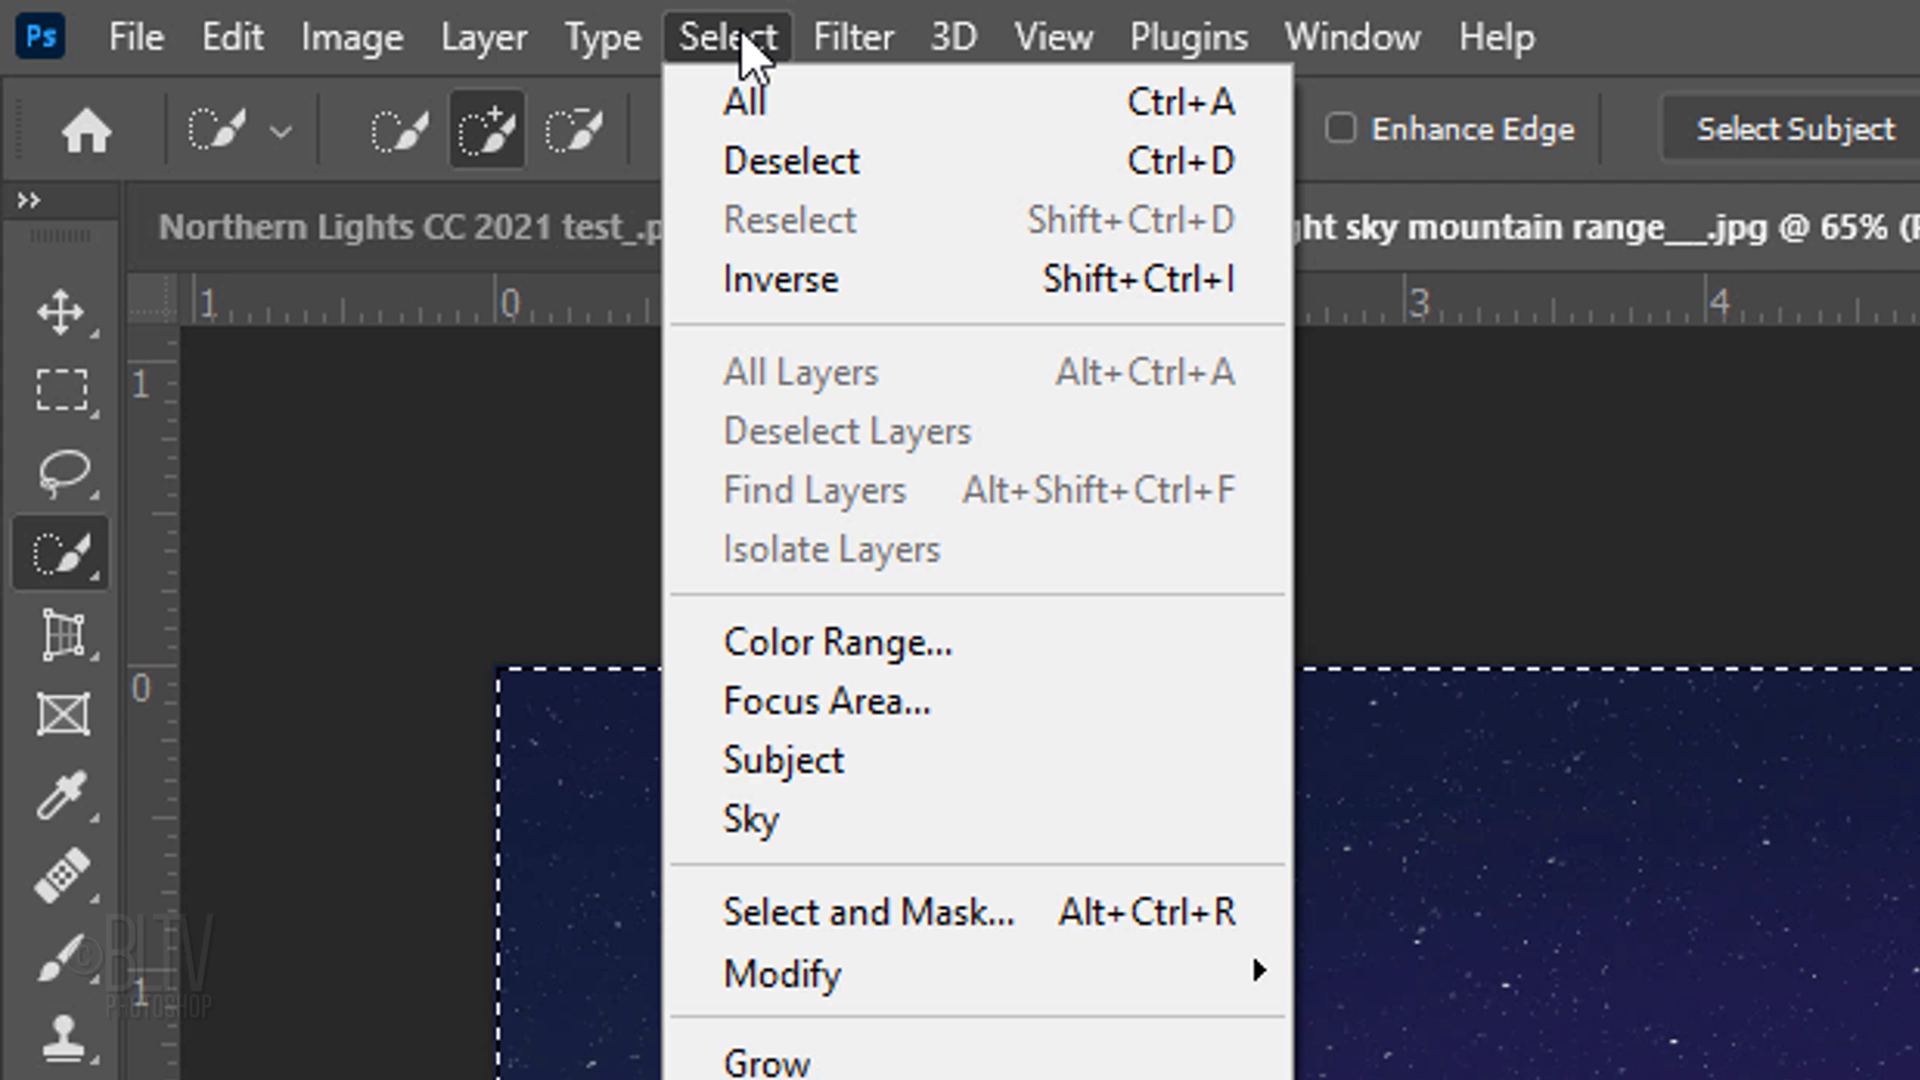 Ps File Edit Image Layer Type Select Filter 3D View Plugins Window Help
Enhance Edge Select Subject
Northern Lights CC 2021 test_.p
ght sky mountain range__.jpg @ 65% (
1 0 3 4
1
0
1
All Ctrl+A
Deselect Ctrl+D
Reselect Shift+Ctrl+D
Inverse Shift+Ctrl+I
All Layers Alt+Ctrl+A
Deselect Layers
Find Layers Alt+Shift+Ctrl+F
Isolate Layers
Color Range...
Focus Area...
Subject
Sky
Select and Mask... Alt+Ctrl+R
Modify
Grow
©BLTV
PHOTOSHOP